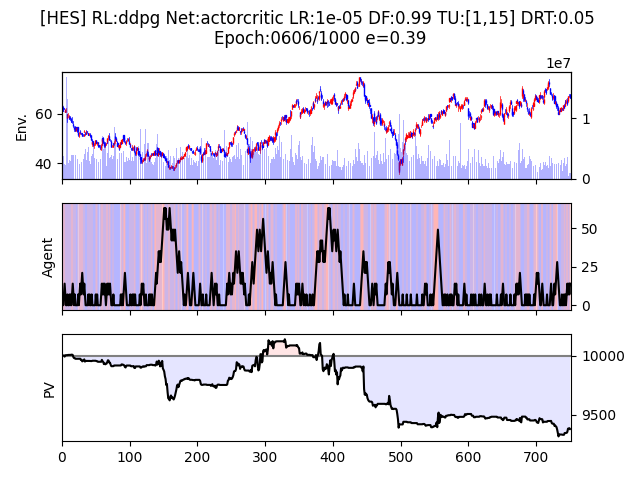 [HES] RL:ddpg Net:actorcritic LR:1e-05 DF:0.99 TU:[1,15] DRT:0.05
Epoch:0606/1000 e=0.39
1e7
Env.
60
40
1
0
Agent
50
25
0
PV
10000
9500
0 100 200 300 400 500 600 700